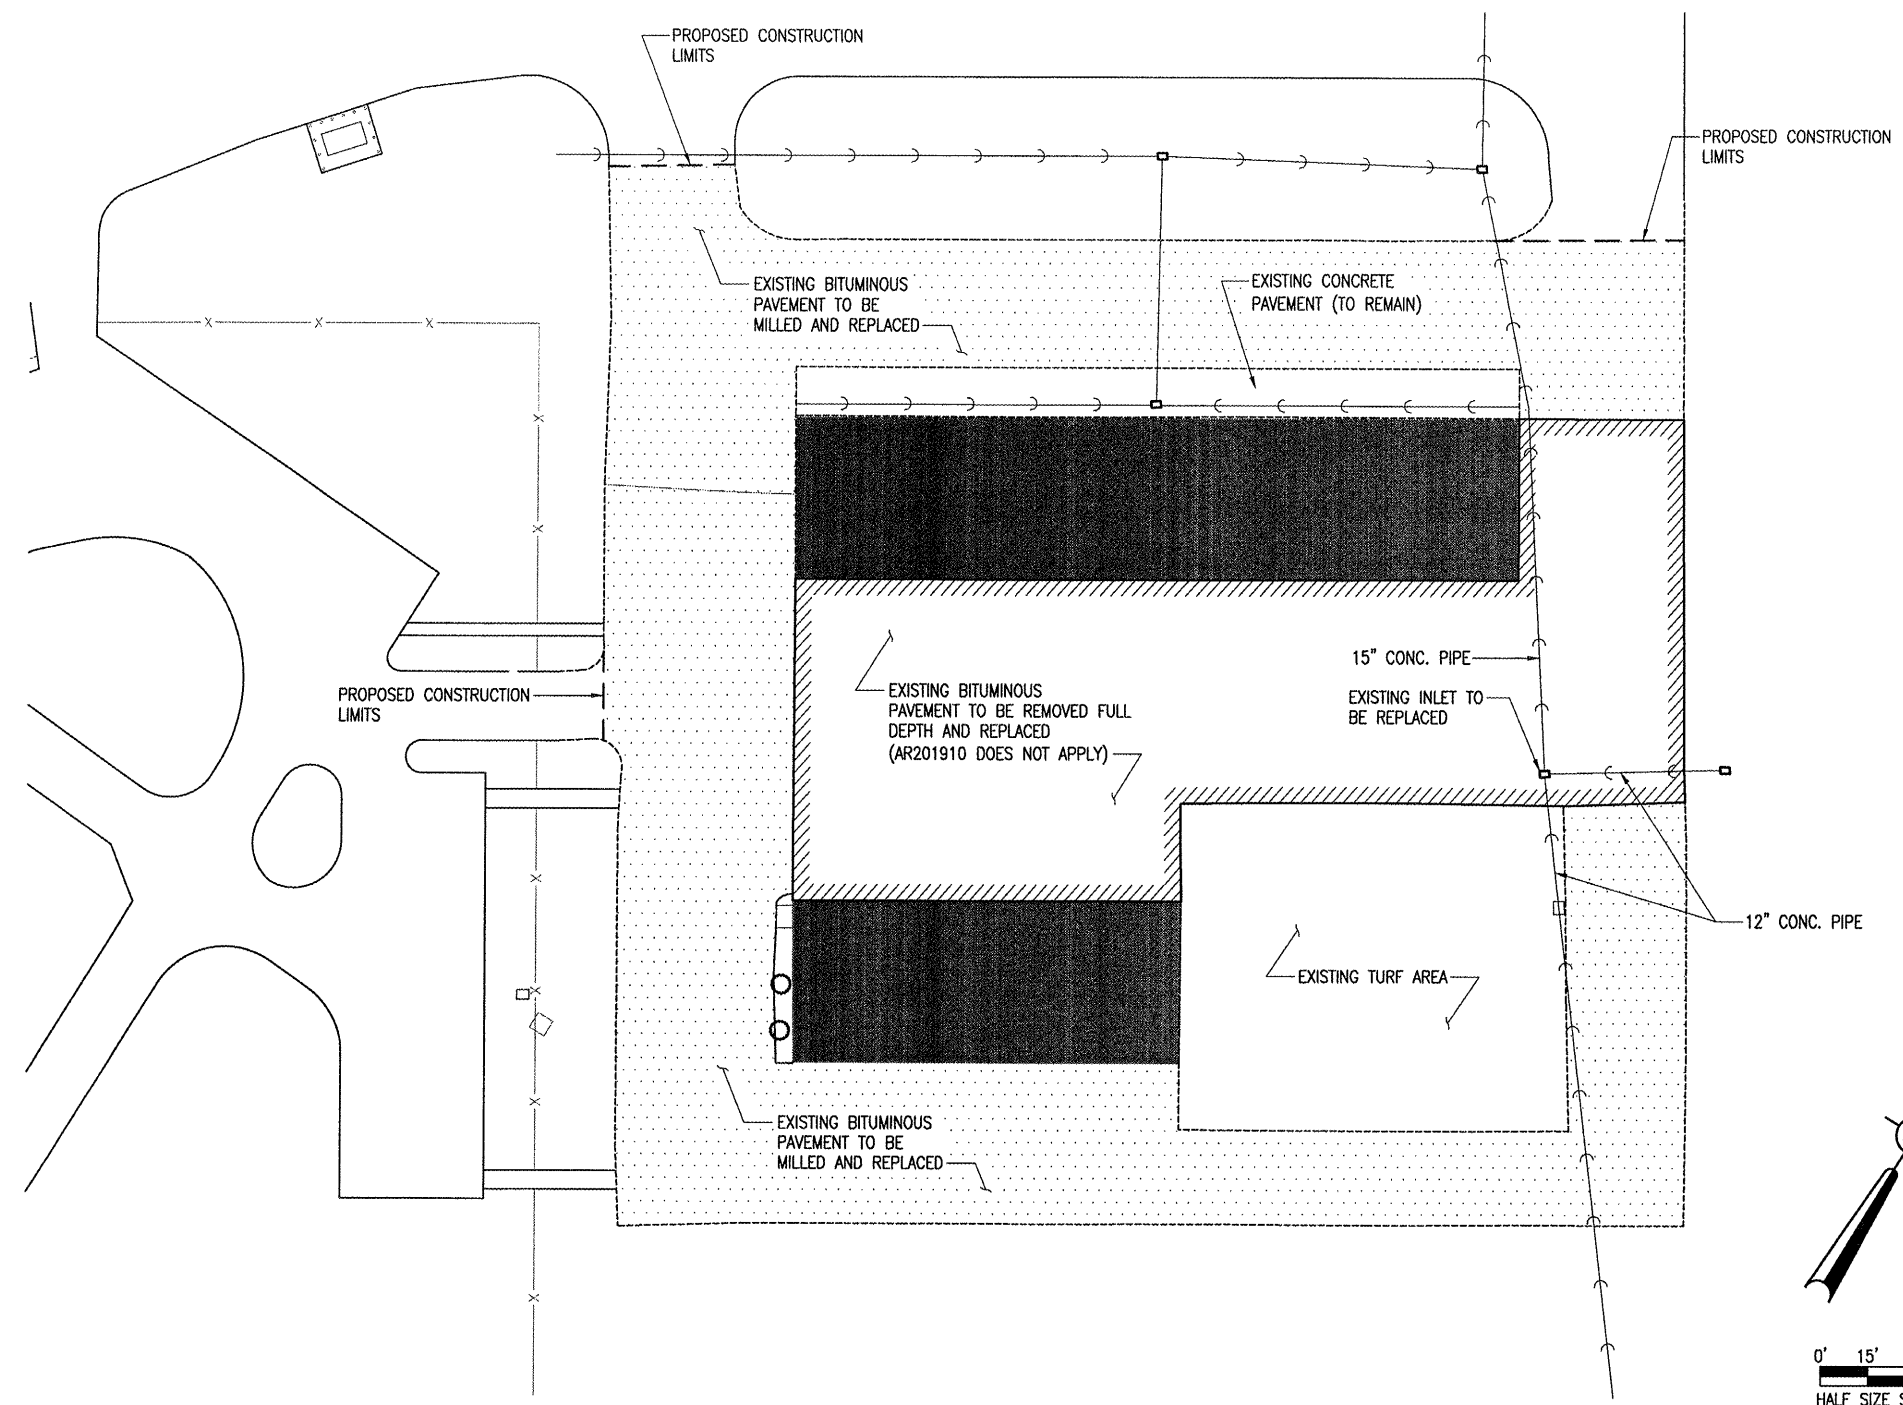 PROPOSED CONSTRUCTION
LIMITS
PROPOSED CONSTRUCTION
LIMITS
EXISTING BITUMINOUS
PAVEMENT TO BE
MILLED AND REPLACED
EXISTING CONCRETE
PAVEMENT (TO REMAIN)
PROPOSED CONSTRUCTION
LIMITS
EXISTING BITUMINOUS
PAVEMENT TO BE REMOVED FULL
DEPTH AND REPLACED
(AR201910 DOES NOT APPLY)
15" CONC. PIPE
EXISTING INLET TO
BE REPLACED
12" CONC. PIPE
EXISTING TURF AREA
EXISTING BITUMINOUS
PAVEMENT TO BE
MILLED AND REPLACED
0' 15'
HALF SIZE